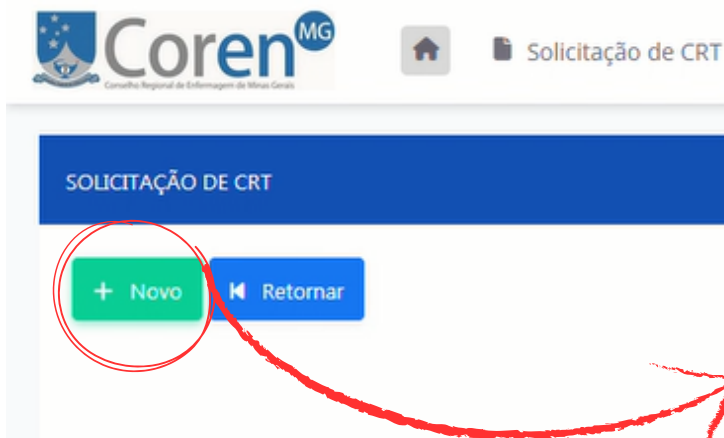 Coren MG
Conselho Regional de Enfermagem de Minas Gerais
Solicitação de CRT
SOLICITAÇÃO DE CRT
+ Novo
Retornar